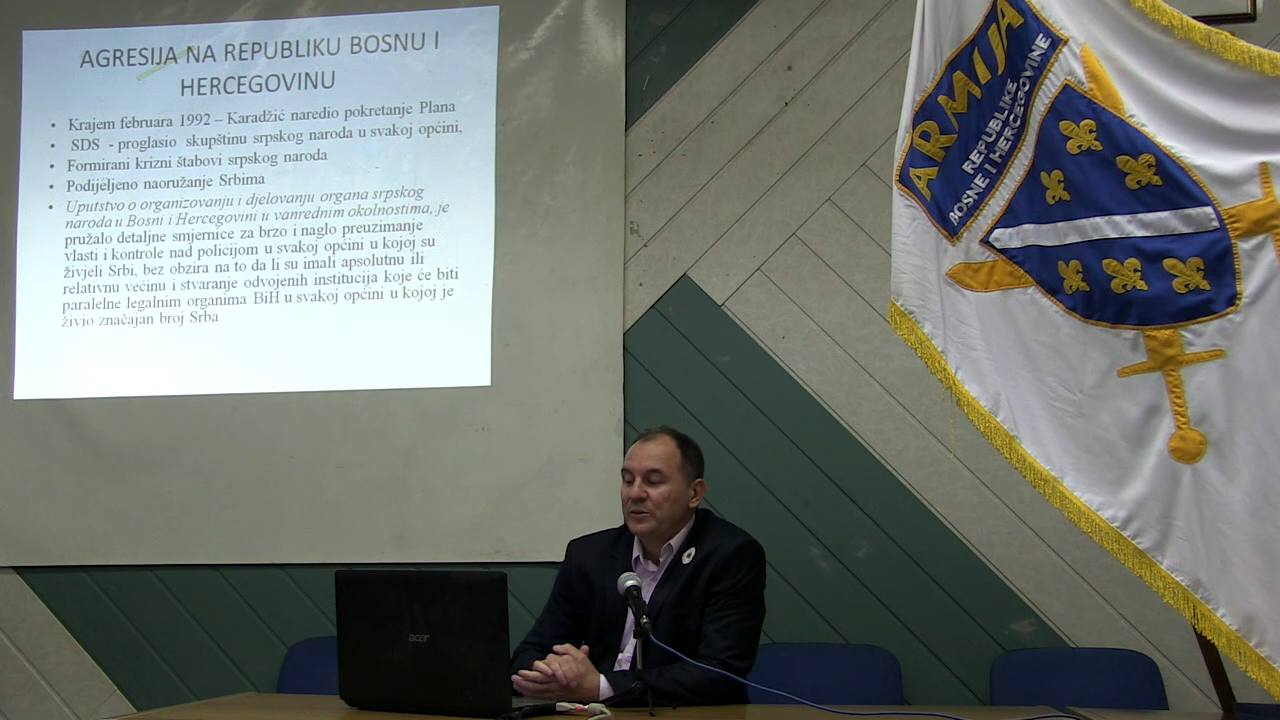 AGRESIJA NA REPUBLIKU BOSNU I
HERCEGOVINU
• Krajem februara 1992 – Karadžić naredio pokretanje Plana
• SDS - proglasio skupštinu srpskog naroda u svakoj općini,
• Formirani krizni štabovi srpskog naroda
• Podijeljeno naoružanje Srbima
• Uputstvo o organizovanju i djelovanju organa srpskog
naroda u Bosni i Hercegovini u vanrednim okolnostima, je
pružalo detaljne smjernice za brzo i naglo preuzimanje
vlasti i kontrole nad policijom u svakoj općini u kojoj su
živjeli Srbi, bez obzira na to da li su imali apsolutnu ili
relativnu većinu i stvaranje odvojenih institucija koje će biti
paralelne legalnim organima BiH u svakoj općini u kojoj je
živio značajan broj Srba
ARMIJA
REPUBLIKE
BOSNE I HERCEGOVINE
acer